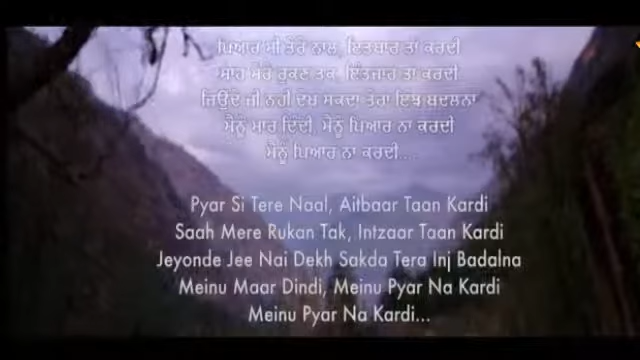 ਪਿਆਰ ਸੀ ਤੇਰੇ ਨਾਲ, ਇਤਬਾਰ ਤਾਂ ਕਰਦੀ
ਸਾਹ ਮੇਰੇ ਰੁਕਣ ਤਕ, ਇੰਤਜਾਰ ਤਾਂ ਕਰਦੀ
ਜਿਉਂਦੇ ਜੀ ਨਹੀ ਦੇਖ ਸਕਦਾ ਤੇਰਾ ਇੰਝ ਬਦਲਨਾ
ਮੈਨੂੰ ਮਾਰ ਦਿੰਦੀ, ਮੈਨੂੰ ਪਿਆਰ ਨਾ ਕਰਦੀ
ਮੈਨੂੰ ਪਿਆਰ ਨਾ ਕਰਦੀ....
Pyar Si Tere Naal, Aitbaar Taan Kardi
Saah Mere Rukan Tak, Intzaar Taan Kardi
Jeyonde Jee Nai Dekh Sakda Tera Inj Badalna
Meinu Maar Dindi, Meinu Pyar Na Kardi
Meinu Pyar Na Kardi...